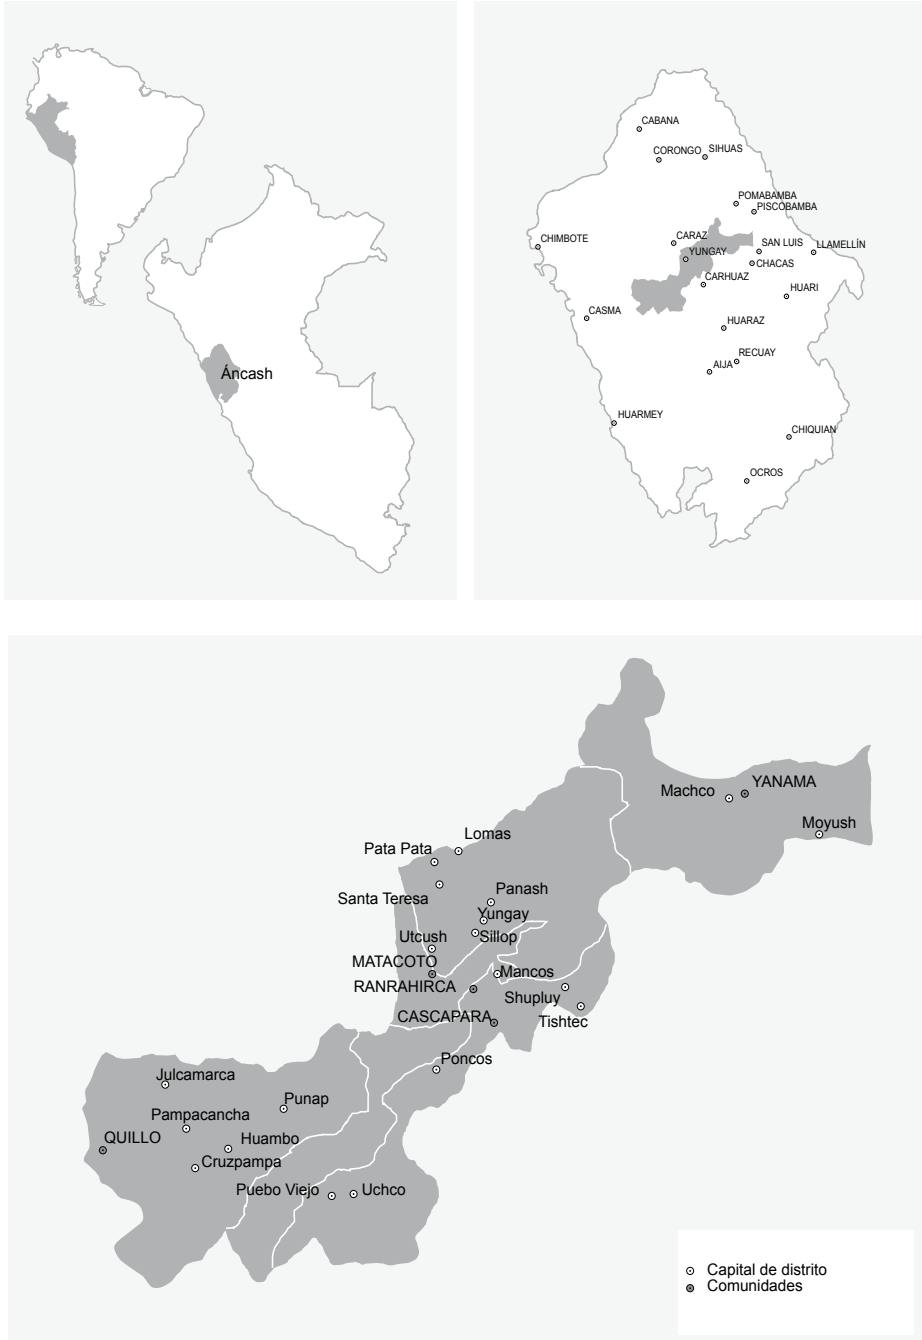 Áncash
CABANA
CORONGO
SIHUAS
POMABAMBA
PISCOBAMBA
CHIMBOTE
CARAZ
YUNGAY
SAN LUIS
LLAMELLÍN
CHACAS
CARHUAZ
HUARI
CASMA
HUARAZ
RECUAY
AIJA
HUARMEY
CHIQUIAN
OCROS
YANAMA
Machco
Moyush
Lomas
Pata Pata
Panash
Santa Teresa
Yungay
Utcush
Sillop
MATACOTO
Mancos
RANRAHIRCA
Shupluy
CASCAPARA
Tishtec
Poncos
Julcamarca
Punap
Pampacancha
QUILLO
Huambo
Cruzpampa
Puebo Viejo
Uchco
Capital de distrito
Comunidades